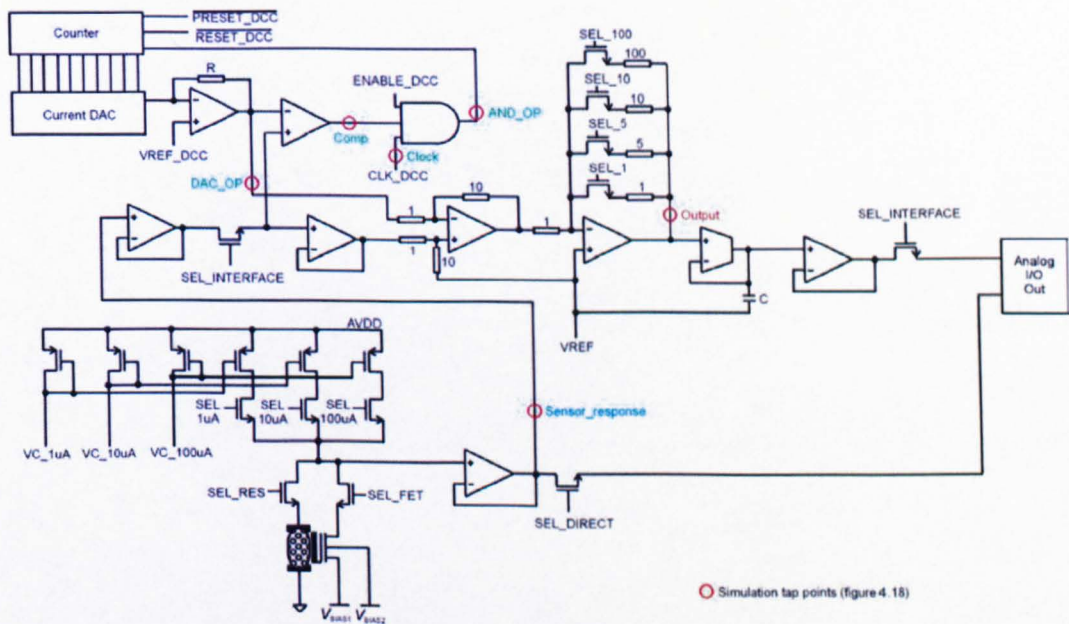 PRESET_DCC
RESET_DCC
Counter
Current DAC
R
VREF_DCC
DAC_OP
ENABLE_DCC
Comp
Clock
CLK_DCC
AND_OP
SEL_100
100
SEL_10
10
SEL_5
5
SEL_1
1
Output
10
1
1
10
1
SEL_INTERFACE
SEL_INTERFACE
C
VREF
Analog
I/O
Out
AVDD
SEL
1uA
SEL
10uA
SEL
100uA
VC_1uA
VC_10uA
VC_100uA
Sensor_response
SEL_RES
SEL_FET
SEL_DIRECT
VBIAS1
VBIAS2
Simulation tap points (figure 4.18)